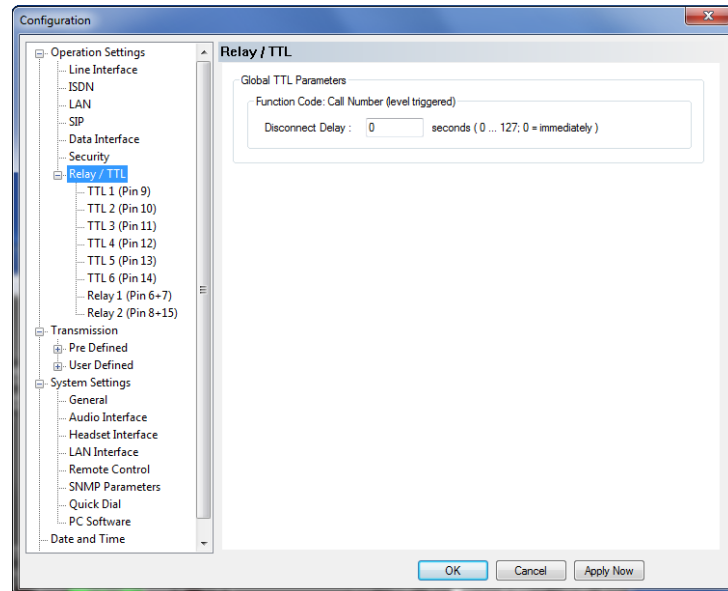 Configuration
Operation Settings
Line Interface
ISDN
LAN
SIP
Data Interface
Security
Relay / TTL
TTL 1 (Pin 9)
TTL 2 (Pin 10)
TTL 3 (Pin 11)
TTL 4 (Pin 12)
TTL 5 (Pin 13)
TTL 6 (Pin 14)
Relay 1 (Pin 6+7)
Relay 2 (Pin 8+15)
Transmission
Pre Defined
User Defined
System Settings
General
Audio Interface
Headset Interface
LAN Interface
Remote Control
SNMP Parameters
Quick Dial
PC Software
Date and Time
Relay / TTL
Global TTL Parameters
Function Code: Call Number (level triggered)
Disconnect Delay : 0 seconds ( 0 ... 127; 0 = immediately )
OK Cancel Apply Now